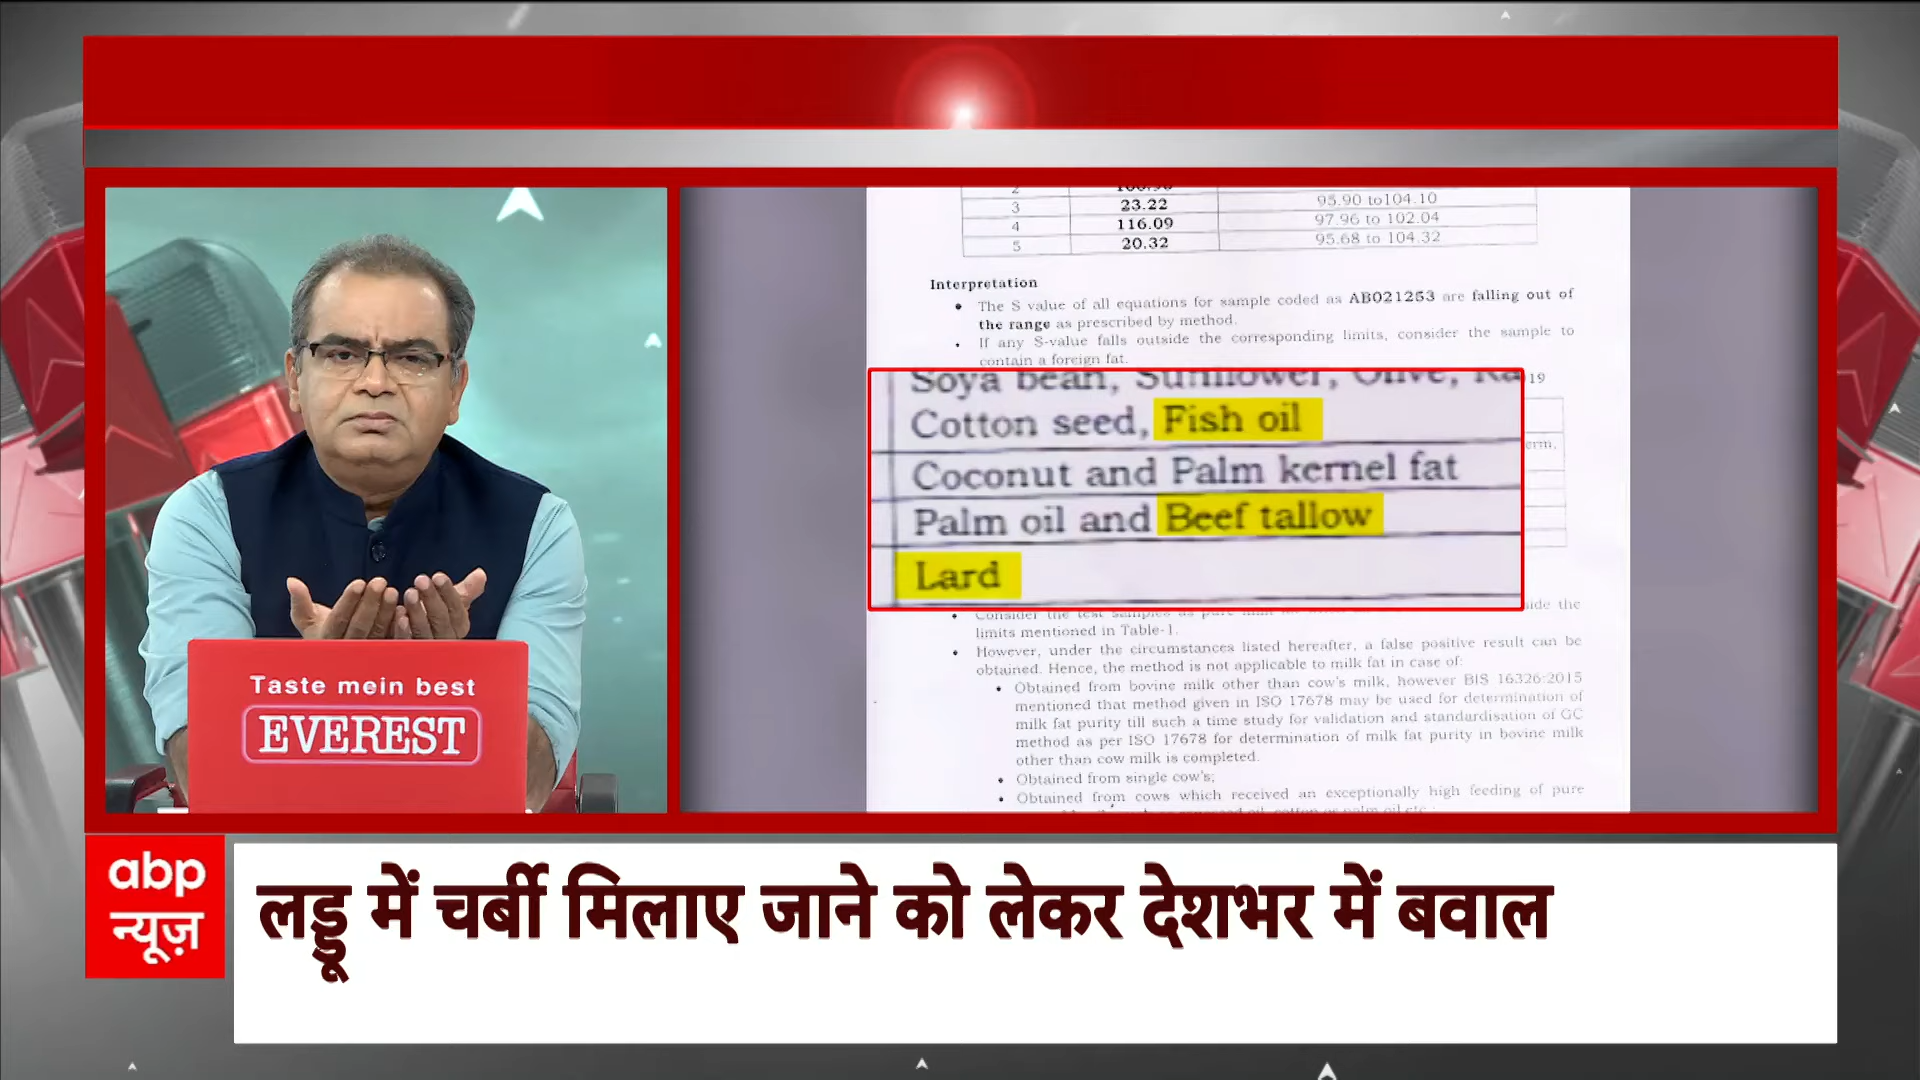 3 23.22 95.90 to104.10
4 116.09 97.96 to 102.04
5 20.32 95.68 to 104.32
Interpretation
• The S value of all equations for sample coded as AB021253 are falling out of
the range as prescribed by method.
• If any S-value falls outside the corresponding limits, consider the sample to
contain a foreign fat.
19
Soya bean, Sunflower, Olive,
Cotton seed, Fish oil
Coconut and Palm kernel fat
Palm oil and Beef tallow
Lard
limits mentioned in Table-1.
• However, under the circumstances listed hereafter, a false positive result can be
obtained. Hence, the method is not applicable to milk fat in case of:
• Obtained from bovine milk other than cow's milk, however BIS 16326:2015
mentioned that method given in ISO 17678 may be used for determination of
milk fat purity till such a time study for validation and standardisation of GC
method as per ISO 17678 for determination of milk fat purity in bovine milk
other than cow milk is completed.
• Obtained from single cow's;
• Obtained from cows which received an exceptionally high feeding of pure
Taste mein best
EVEREST
abp
न्यूज़
लड्डू में चर्बी मिलाए जाने को लेकर देशभर में बवाल